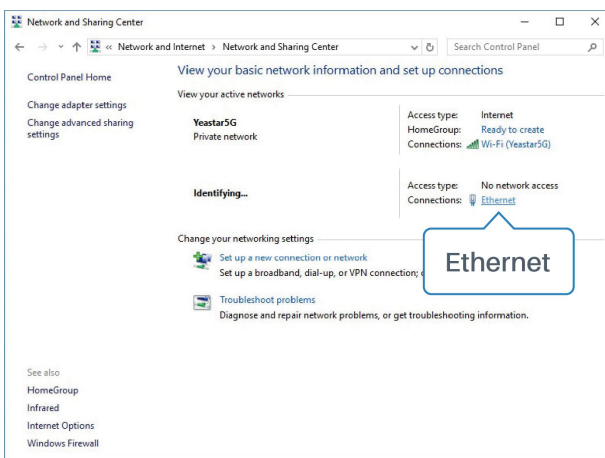 Network and Sharing Center
« Network and Internet › Network and Sharing Center
Search Control Panel
Control Panel Home
Change adapter settings
Change advanced sharing
settings
View your basic network information and set up connections
View your active networks
Yeastar5G
Private network
Access type: Internet
HomeGroup: Ready to create
Connections: Wi-Fi (Yeastar5G)
Identifying...
Access type: No network access
Connections: Ethernet
Ethernet
Change your networking settings
Set up a new connection or network
Set up a broadband, dial-up, or VPN connection;
Troubleshoot problems
Diagnose and repair network problems, or get troubleshooting information.
See also
HomeGroup
Infrared
Internet Options
Windows Firewall